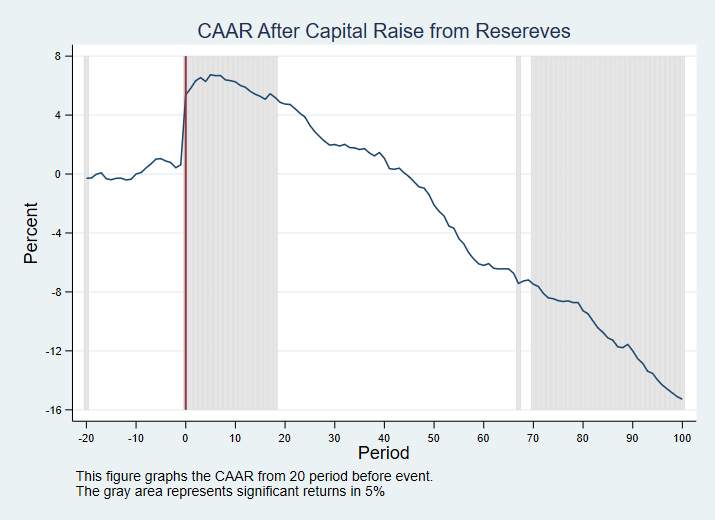 CAAR After Capital Raise from Resereves
8
4
0
-4
-8
-12
-16
Percent
-20 -10 0 10 20 30 40 50 60 70 80 90 100
Period
This figure graphs the CAAR from 20 period before event.
The gray area represents significant returns in 5%